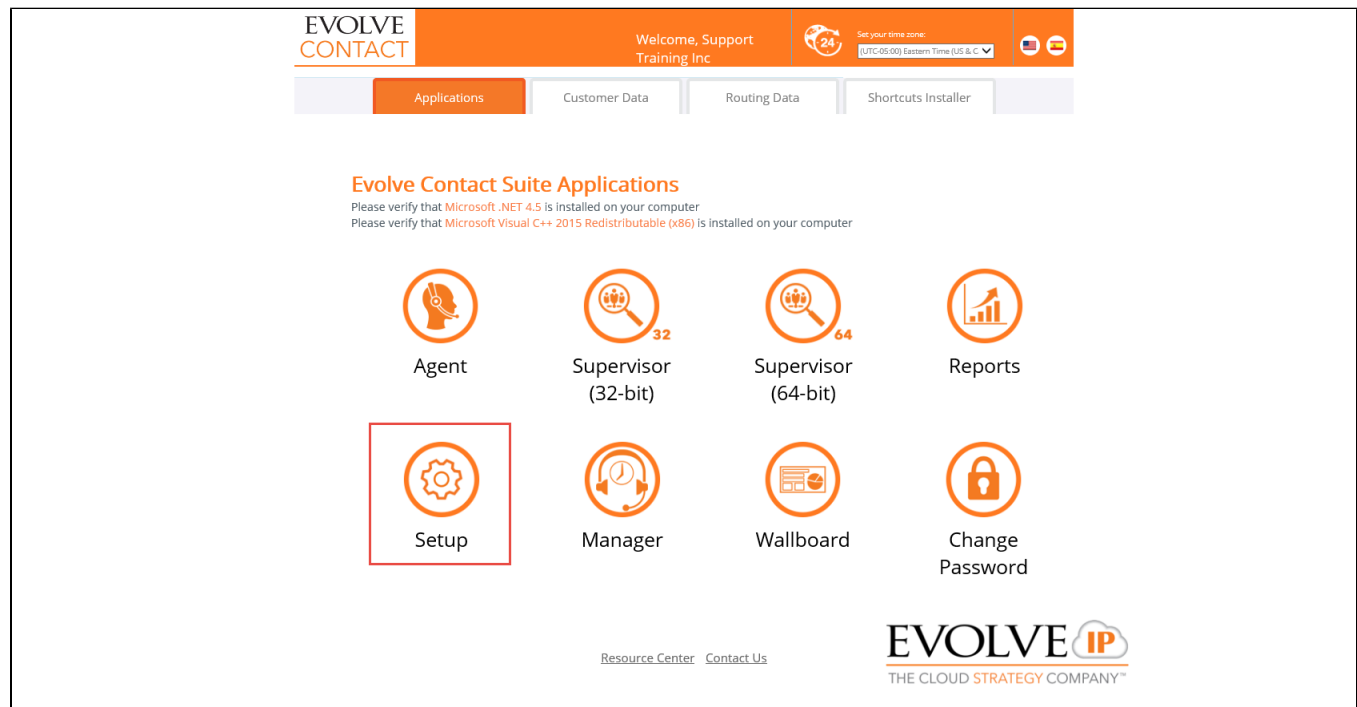 EVOLVE
CONTACT
Welcome, Support
Training Inc
24
Set your time zone:
(UTC-05:00) Eastern Time (US & C
Applications
Customer Data
Routing Data
Shortcuts Installer
Evolve Contact Suite Applications
Please verify that Microsoft .NET 4.5 is installed on your computer
Please verify that Microsoft Visual C++ 2015 Redistributable (x86) is installed on your computer
32
64
Agent
Supervisor
(32-bit)
Supervisor
(64-bit)
Reports
Setup
Manager
Wallboard
Change
Password
Resource Center
Contact Us
EVOLVE IP
THE CLOUD STRATEGY COMPANY™